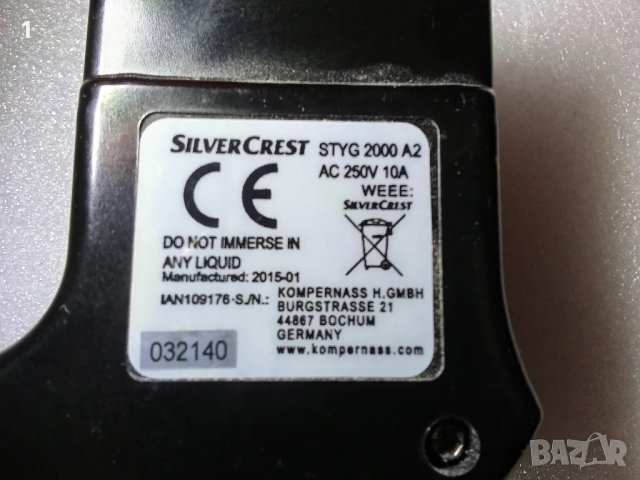 1
SILVERCREST STYG 2000 A2
AC 250V 10A
WEEE:
SILVERCREST
CE
DO NOT IMMERSE IN
ANY LIQUID
Manufactured: 2015-01
IAN109176-S./N.:
KOMPERNASS H.GMBH
BURGSTRASSE 21
44867 BOCHUM
GERMANY
www.kompernass.com
032140
BAZAR